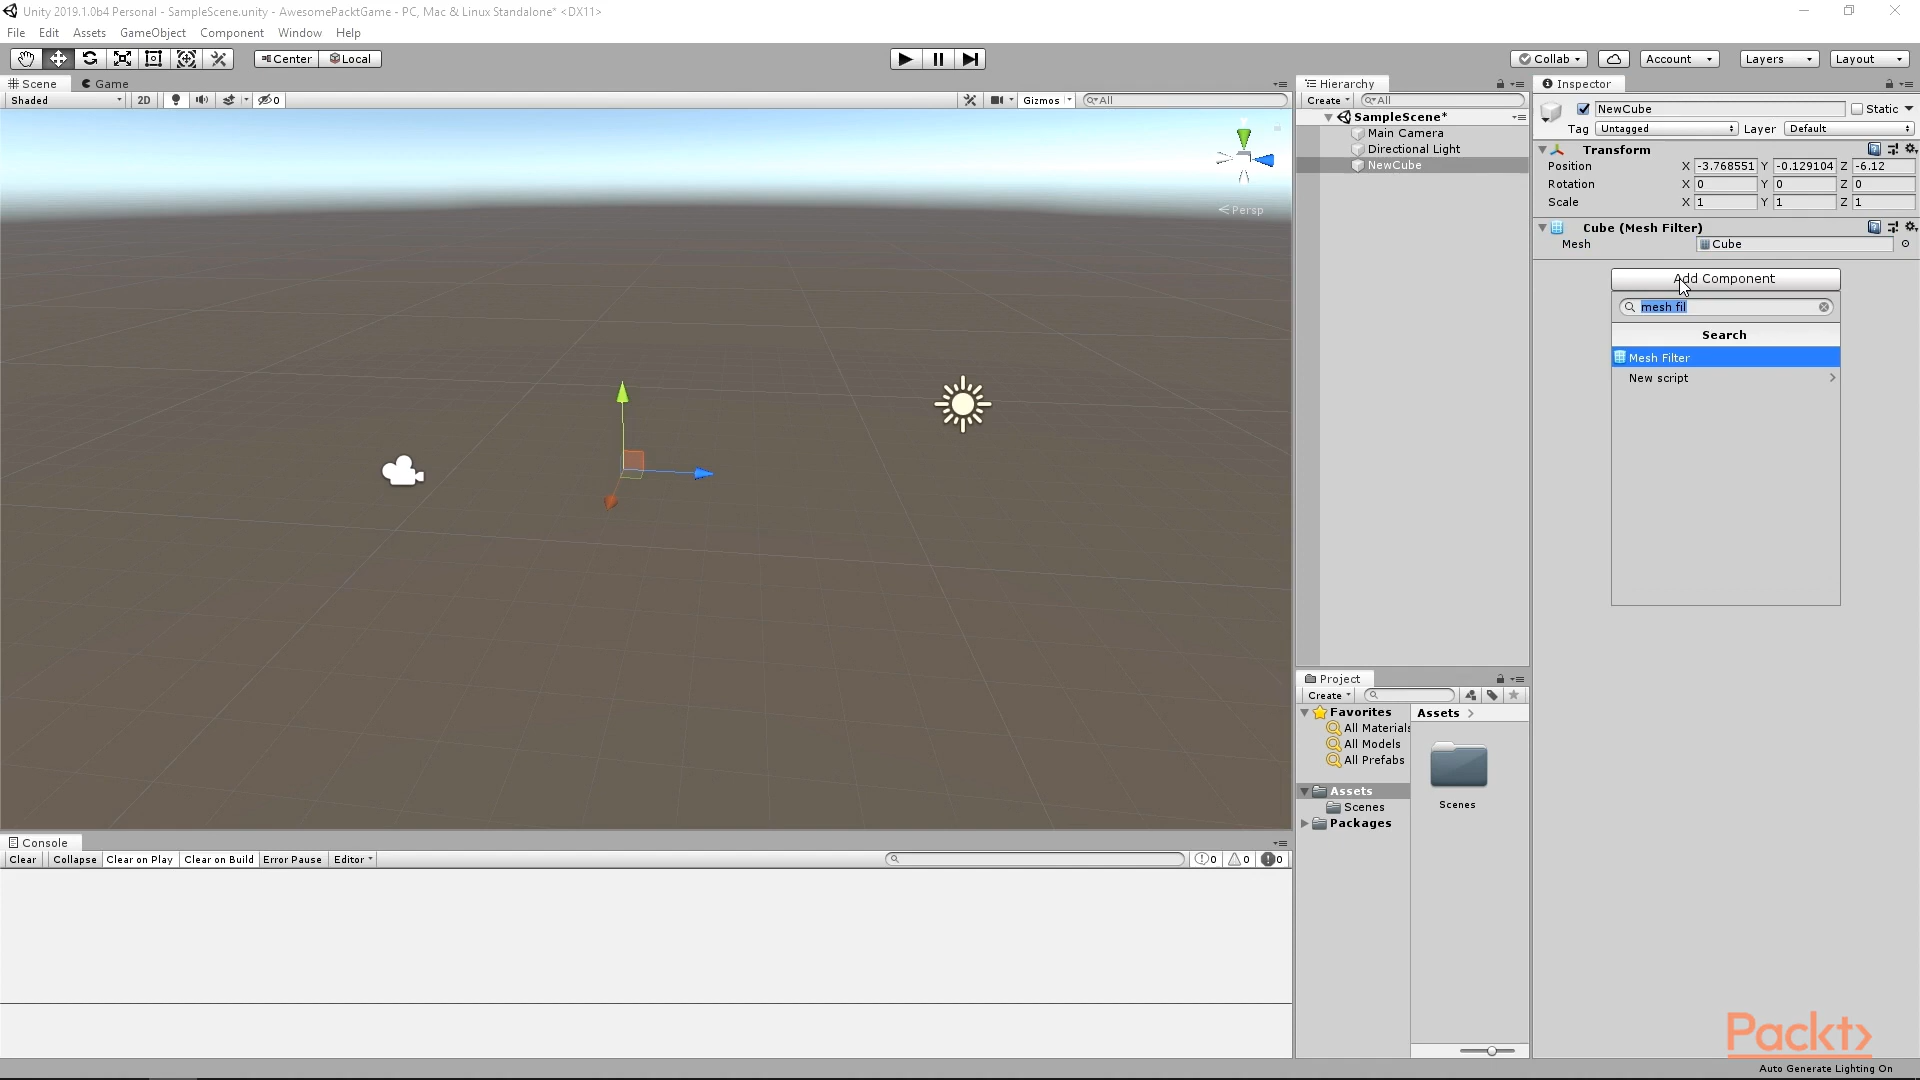 Unity 2019.1.0b4 Personal - SampleScene.unity - AwesomePacktGame - PC, Mac & Linux Standalone* <DX11>
File Edit Assets GameObject Component Window Help
Center Local
Collab Account Layers Layout
Scene Game
Shaded 2D 0 Gizmos All
Hierarchy
Create All
SampleScene*
Main Camera
Directional Light
NewCube
Inspector
NewCube Static
Tag Untagged Layer Default
Transform
Position X -3.768551 Y -0.129104 Z -6.12
Rotation X 0 Y 0 Z 0
Scale X 1 Y 1 Z 1
Cube (Mesh Filter)
Mesh Cube
Add Component
mesh fil
Search
Mesh Filter
New script
Persp
Project
Create
Favorites
All Materials
All Models
All Prefabs
Assets
Scenes
Packages
Assets
Scenes
Console
Clear Collapse Clear on Play Clear on Build Error Pause Editor 0 0 0
Packt
Auto Generate Lighting On